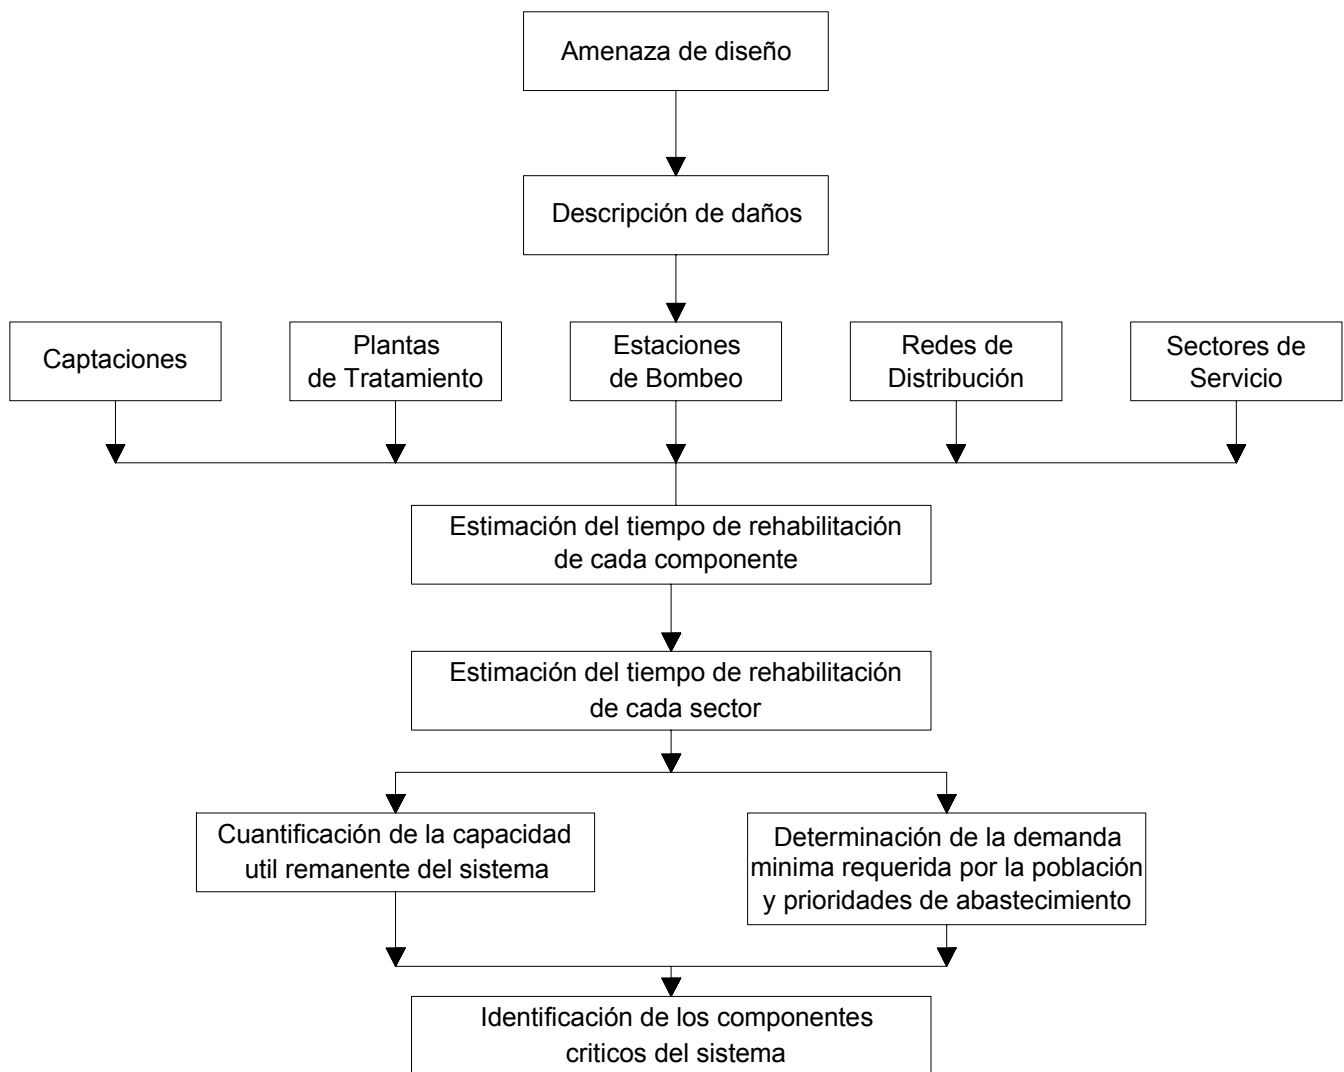 Amenaza de diseño
Descripción de daños
Captaciones
Plantas
de Tratamiento
Estaciones
de Bombeo
Redes de
Distribución
Sectores de
Servicio
Estimación del tiempo de rehabilitación
de cada componente
Estimación del tiempo de rehabilitación
de cada sector
Cuantificación de la capacidad
util remanente del sistema
Determinación de la demanda
minima requerida por la población
y prioridades de abastecimiento
Identificación de los componentes
criticos del sistema